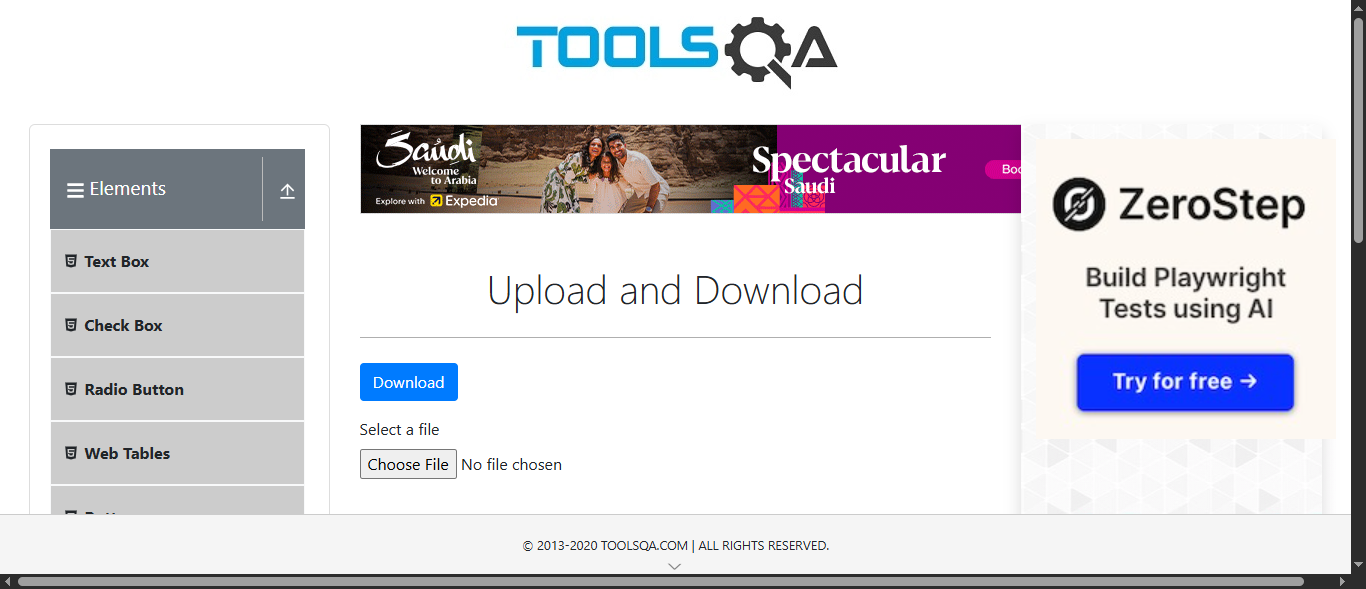 TOOLSQA
Elements
Text Box
Check Box
Radio Button
Web Tables
Saudi
Welcome
to Arabia
Explore with Expedia
Spectacular
Saudi
Upload and Download
Download
Select a file
Choose File No file chosen
ZeroStep
Build Playwright
Tests using AI
Try for free →
© 2013-2020 TOOLSQA.COM | ALL RIGHTS RESERVED.